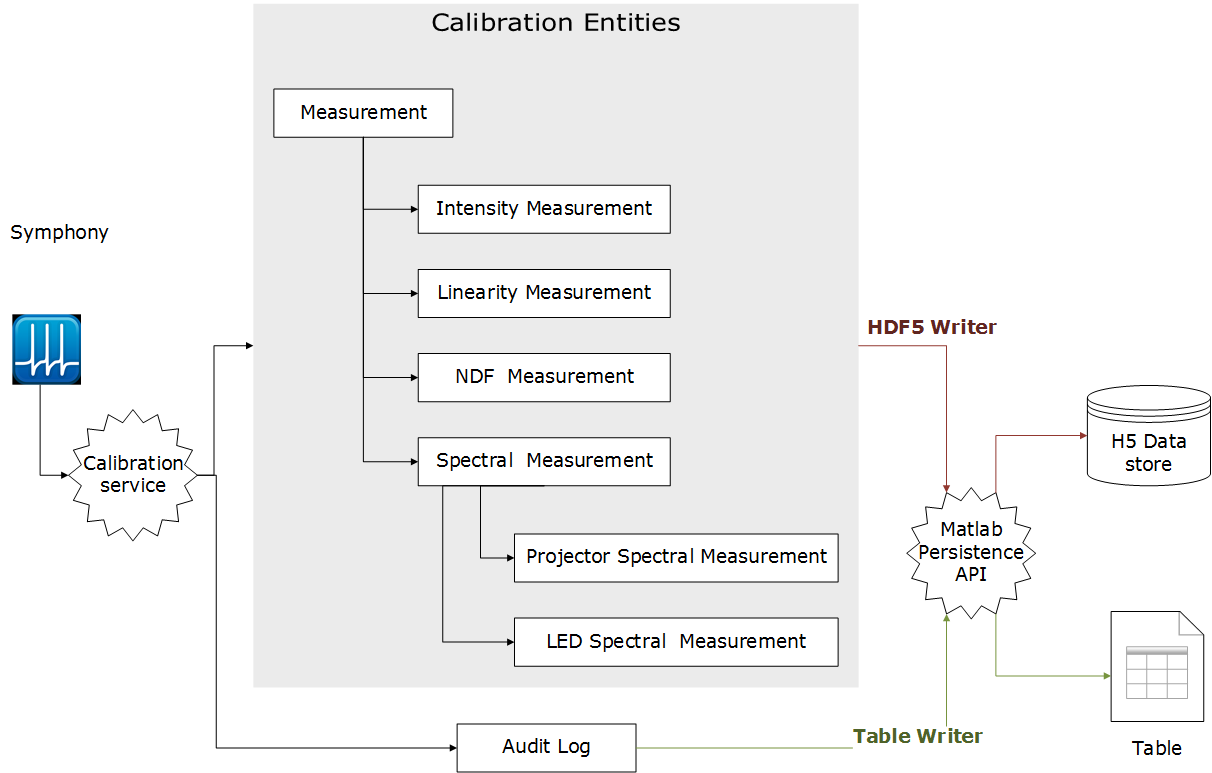 Calibration Entities
Measurement
Intensity Measurement
Symphony
Linearity Measurement
HDF5 Writer
NDF Measurement
H5 Data
store
Spectral Measurement
Calibration
service
Matlab
Persistence
API
Projector Spectral Measurement
LED Spectral Measurement
Table Writer
Audit Log
Table